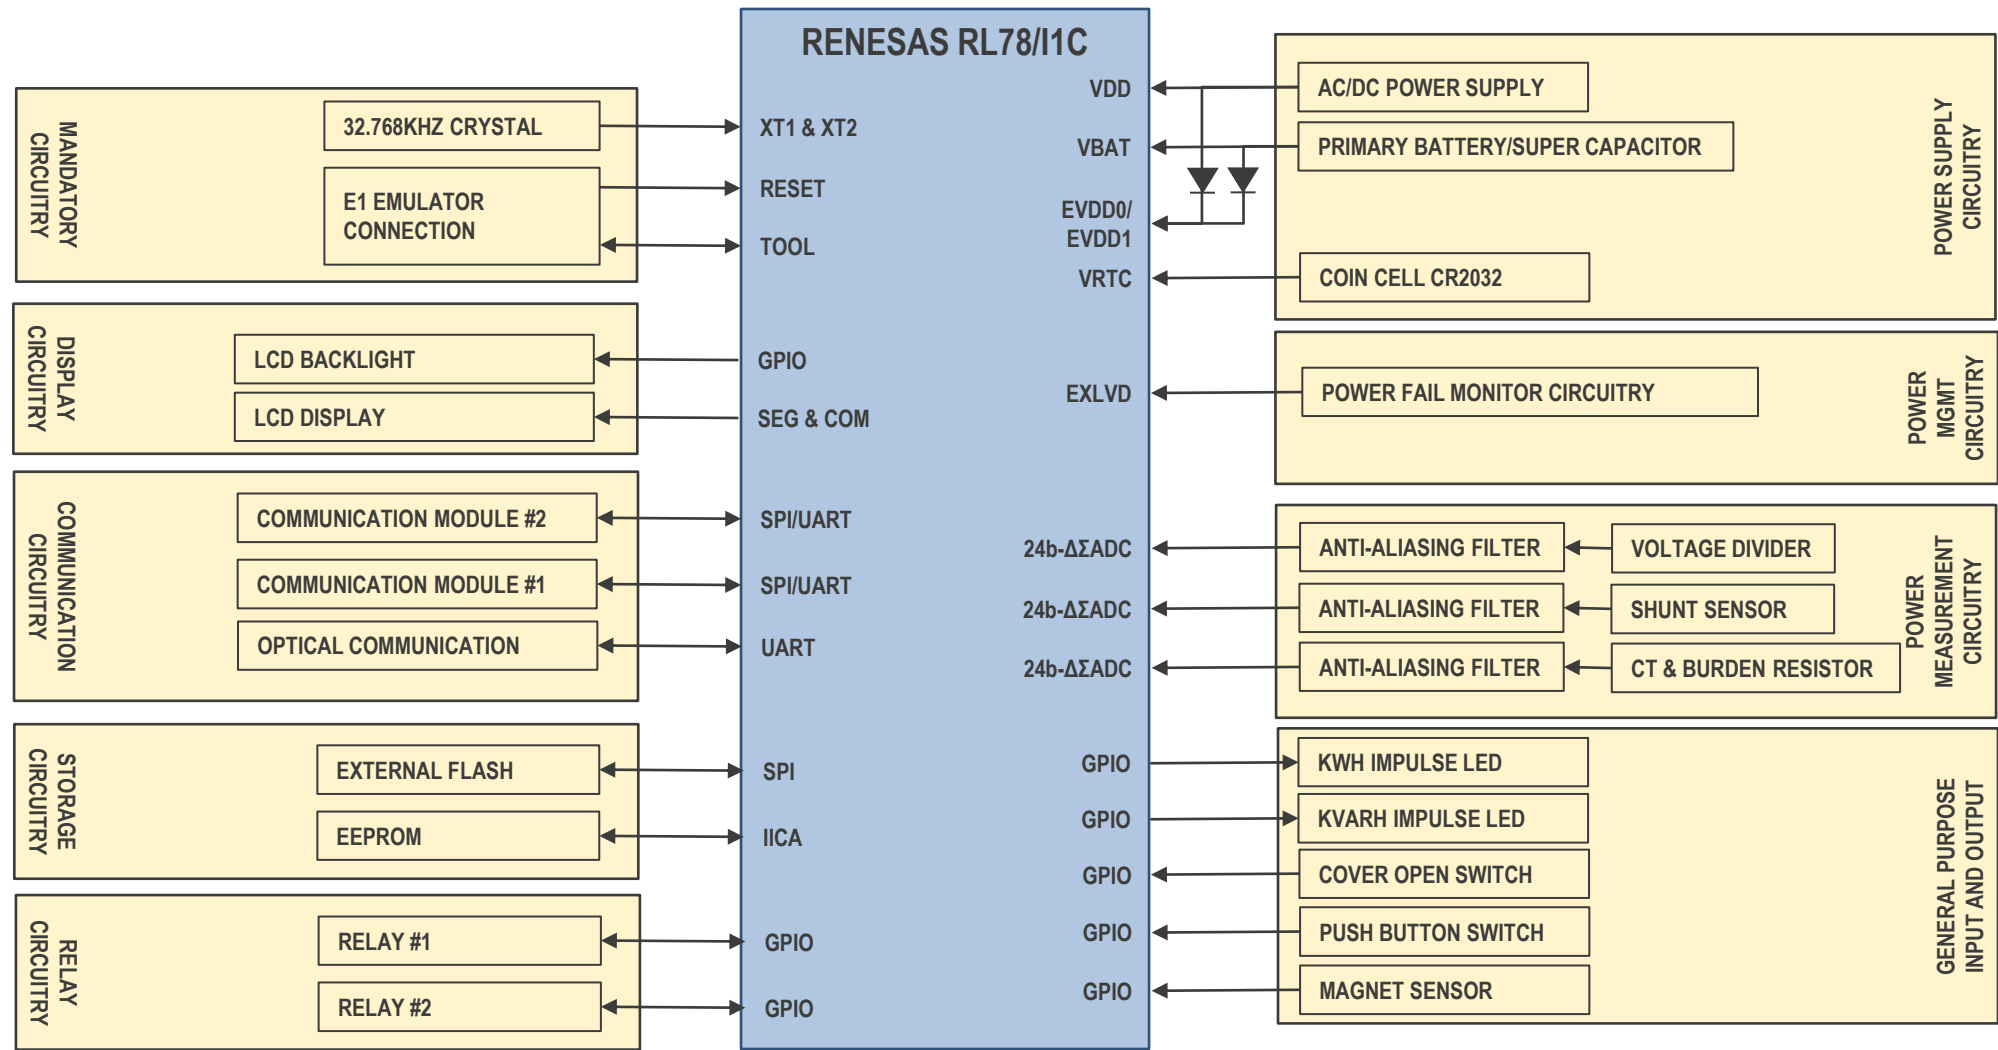 RENESAS RL78/I1C
MANDATORY
CIRCUITRY
32.768KHZ CRYSTAL
E1 EMULATOR
CONNECTION
XT1 & XT2
RESET
TOOL
DISPLAY
CIRCUITRY
LCD BACKLIGHT
LCD DISPLAY
GPIO
SEG & COM
COMMUNICATION
CIRCUITRY
COMMUNICATION MODULE #2
COMMUNICATION MODULE #1
OPTICAL COMMUNICATION
SPI/UART
SPI/UART
UART
STORAGE
CIRCUITRY
EXTERNAL FLASH
EEPROM
SPI
IICA
RELAY
CIRCUITRY
RELAY #1
RELAY #2
GPIO
GPIO
VDD
VBAT
EVDD0/
EVDD1
VRTC
AC/DC POWER SUPPLY
PRIMARY BATTERY/SUPER CAPACITOR
COIN CELL CR2032
POWER SUPPLY
CIRCUITRY
EXLVD
POWER FAIL MONITOR CIRCUITRY
POWER
MGMT
CIRCUITRY
24b-ΔΣADC
24b-ΔΣADC
24b-ΔΣADC
ANTI-ALIASING FILTER
VOLTAGE DIVIDER
ANTI-ALIASING FILTER
SHUNT SENSOR
ANTI-ALIASING FILTER
CT & BURDEN RESISTOR
POWER
MEASUREMENT
CIRCUITRY
GPIO
GPIO
GPIO
GPIO
GPIO
KWH IMPULSE LED
KVARH IMPULSE LED
COVER OPEN SWITCH
PUSH BUTTON SWITCH
MAGNET SENSOR
GENERAL PURPOSE
INPUT AND OUTPUT